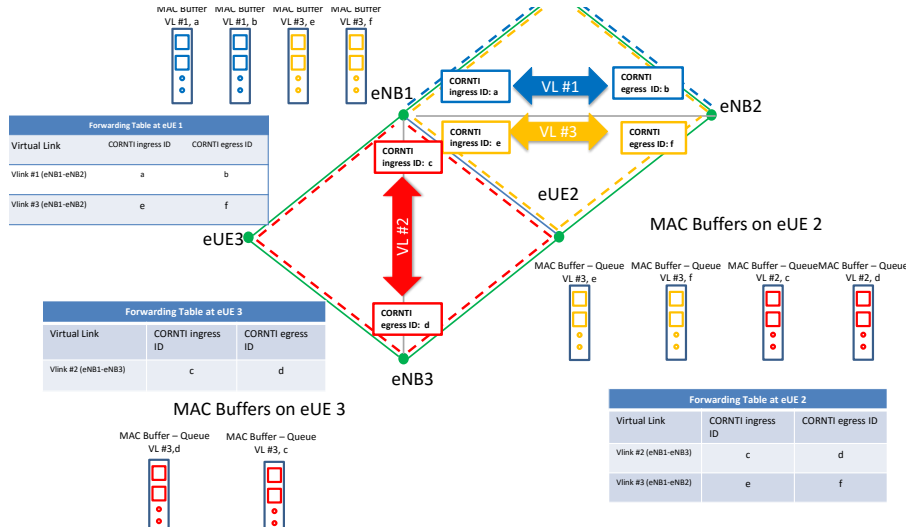 MAC Buffer
VL #1, a
MAC Buffer
VL #1, b
MAC Buffer
VL #3, e
MAC Buffer
VL #3, f
eNB1
CORNTI
ingress ID: a
VL #1
CORNTI
egress ID: b
eNB2
CORNTI
ingress ID: e
VL #3
CORNTI
egress ID: f
Forwarding Table at eUE 1
Virtual Link
CORNTI ingress ID
CORNTI egress ID
Vlink #1 (eNB1-eNB2)
a
b
Vlink #3 (eNB1-eNB2)
e
f
CORNTI
ingress ID: c
VL #2
eUE2
eUE3
MAC Buffers on eUE 2
MAC Buffer – Queue
VL #3, e
MAC Buffer – Queue
VL #3, f
MAC Buffer – Queue
VL #2, c
MAC Buffer – Queue
VL #2, d
CORNTI
egress ID: d
eNB3
Forwarding Table at eUE 3
Virtual Link
CORNTI ingress
ID
CORNTI egress
ID
Vlink #2 (eNB1-eNB3)
c
d
MAC Buffers on eUE 3
MAC Buffer – Queue
VL #3,d
MAC Buffer – Queue
VL #3, c
Forwarding Table at eUE 2
Virtual Link
CORNTI ingress
ID
CORNTI egress ID
Vlink #2 (eNB1-eNB3)
c
d
Vlink #3 (eNB1-eNB2)
e
f